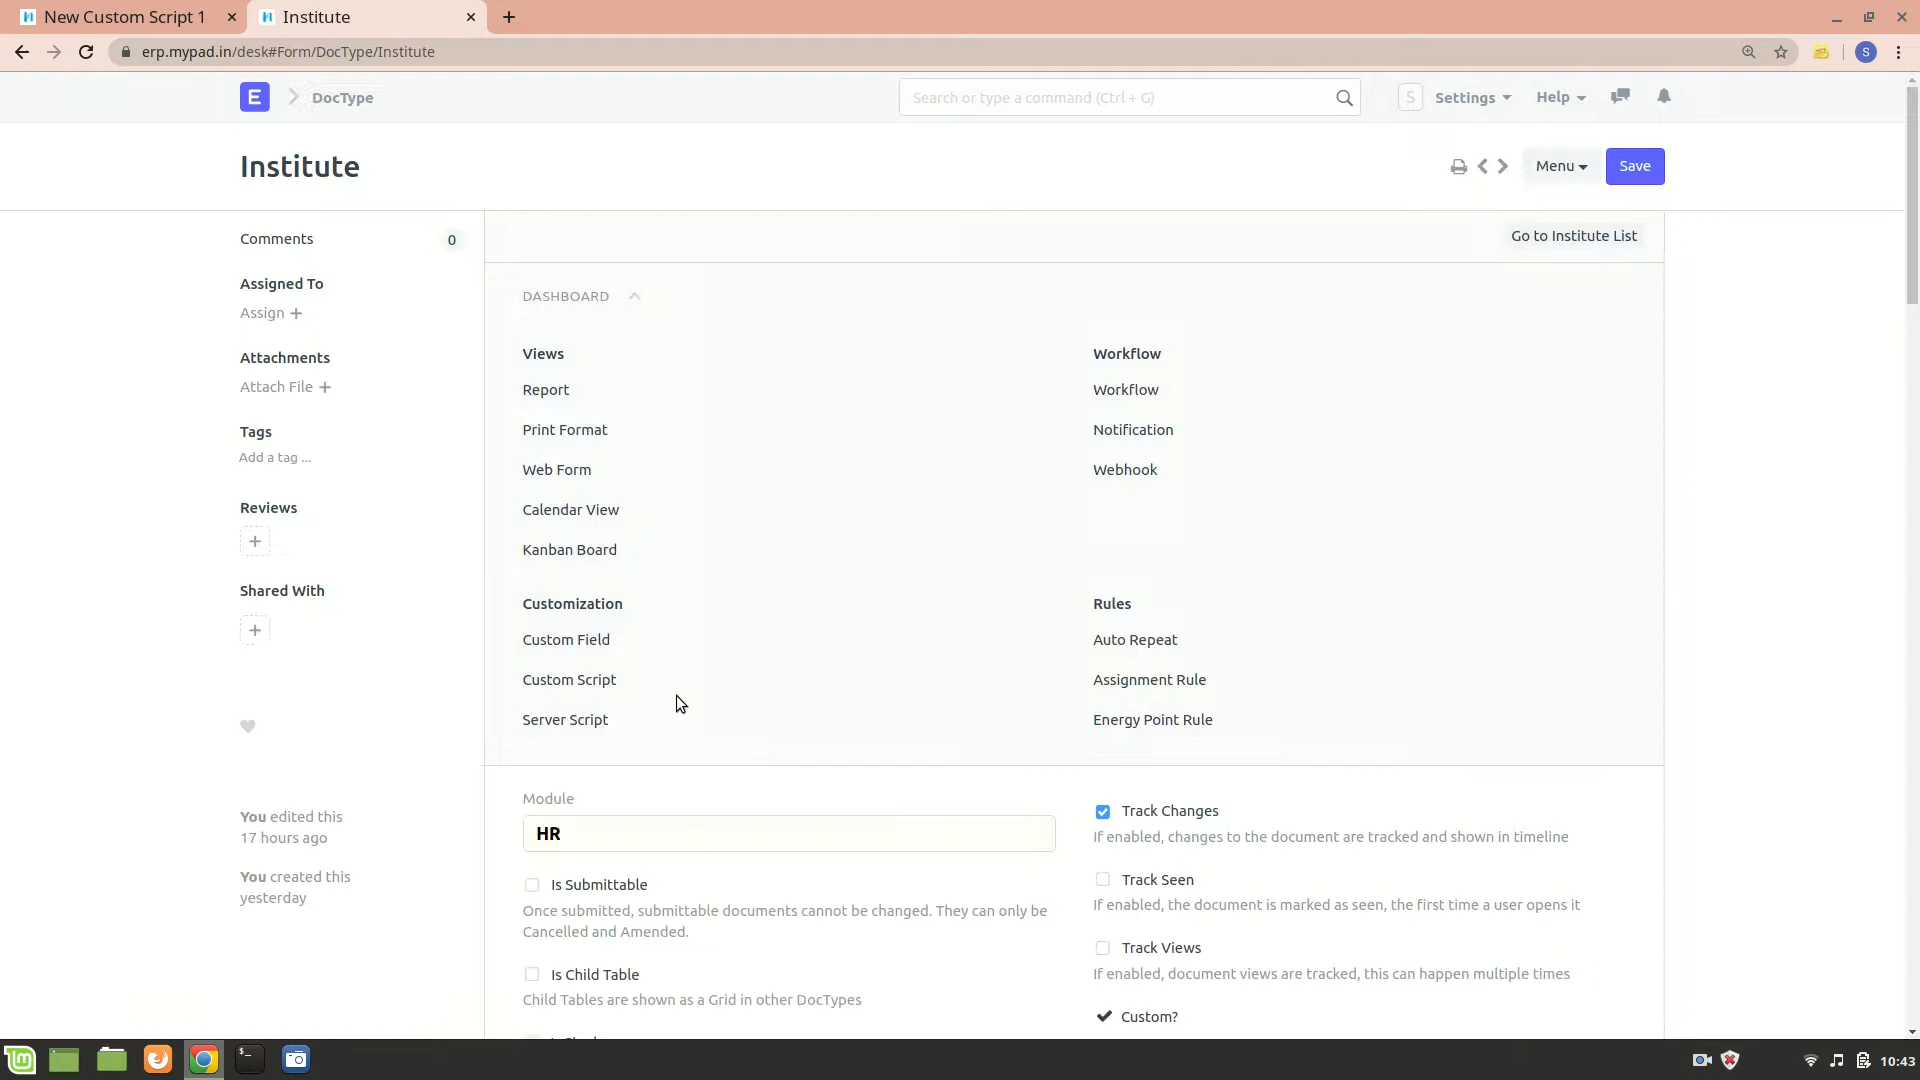 New Custom Script 1
Institute
erp.mypad.in/desk#Form/DocType/Institute
S
E
DocType
Search or type a command (Ctrl + G)
S
Settings
Help
Institute
Menu
Save
Comments 0
Assigned To
Assign +
Attachments
Attach File +
Tags
Add a tag ...
Reviews
+
Shared With
+
You edited this
17 hours ago
You created this
yesterday
Go to Institute List
DASHBOARD
Views
Report
Print Format
Web Form
Calendar View
Kanban Board
Workflow
Workflow
Notification
Webhook
Customization
Custom Field
Custom Script
Server Script
Rules
Auto Repeat
Assignment Rule
Energy Point Rule
Module
HR
Is Submittable
Once submitted, submittable documents cannot be changed. They can only be
Cancelled and Amended.
Is Child Table
Child Tables are shown as a Grid in other DocTypes
Track Changes
If enabled, changes to the document are tracked and shown in timeline
Track Seen
If enabled, the document is marked as seen, the first time a user opens it
Track Views
If enabled, document views are tracked, this can happen multiple times
Custom?
10:43